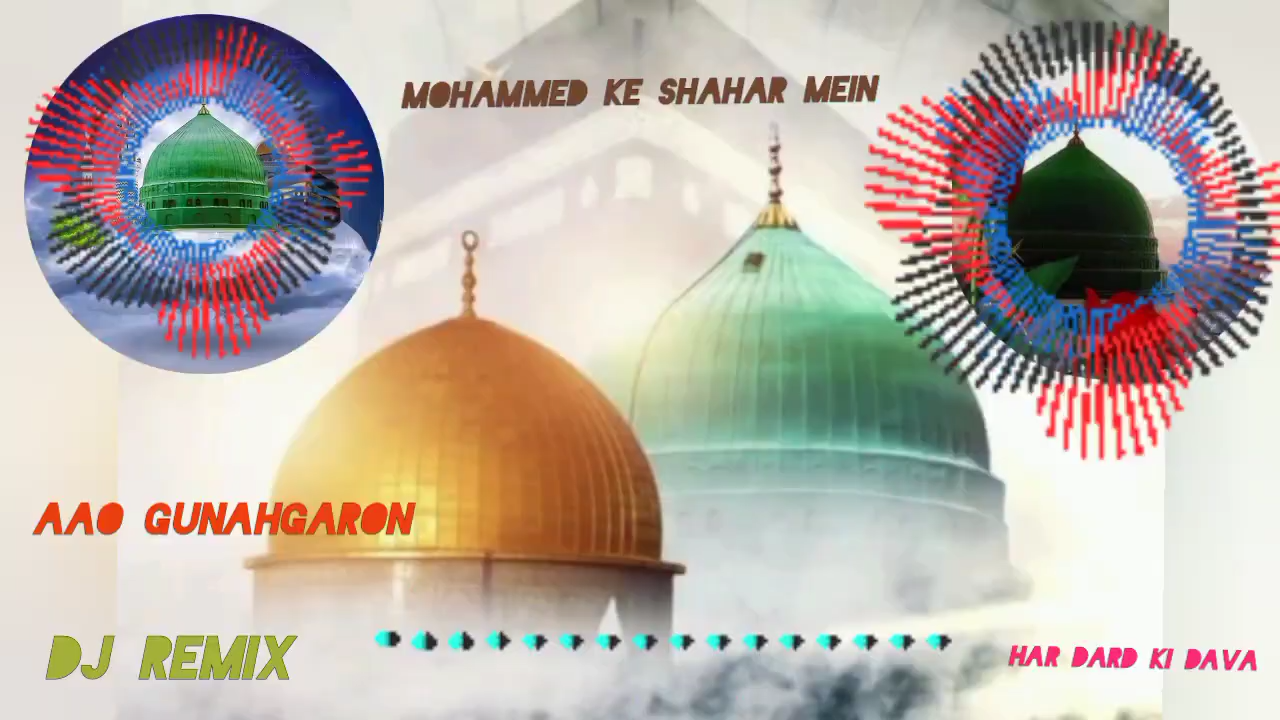 MOHAMMED KE SHAHAR MEIN
AAO GUNAHGARON
DJ REMIX
HAR DARD KI DAVA